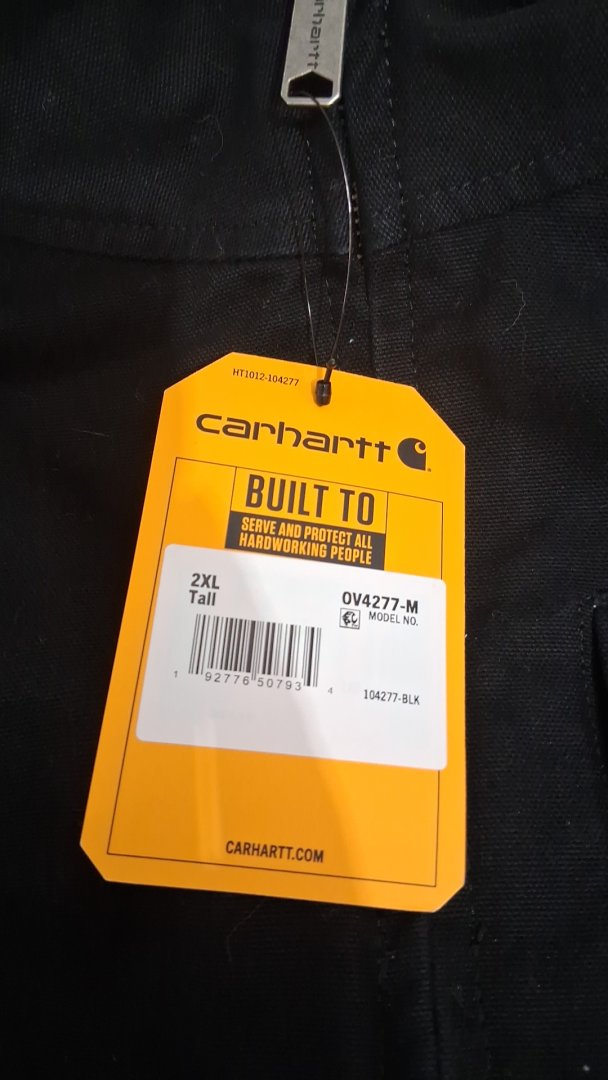 carhartt
HT1012-104277
carhartt
BUILT TO
SERVE AND PROTECT ALL
HARDWORKING PEOPLE
2XL
Tall
OV4277-M
MODEL NO.
1 92776 50793 4
104277-BLK
CARHARTT.COM